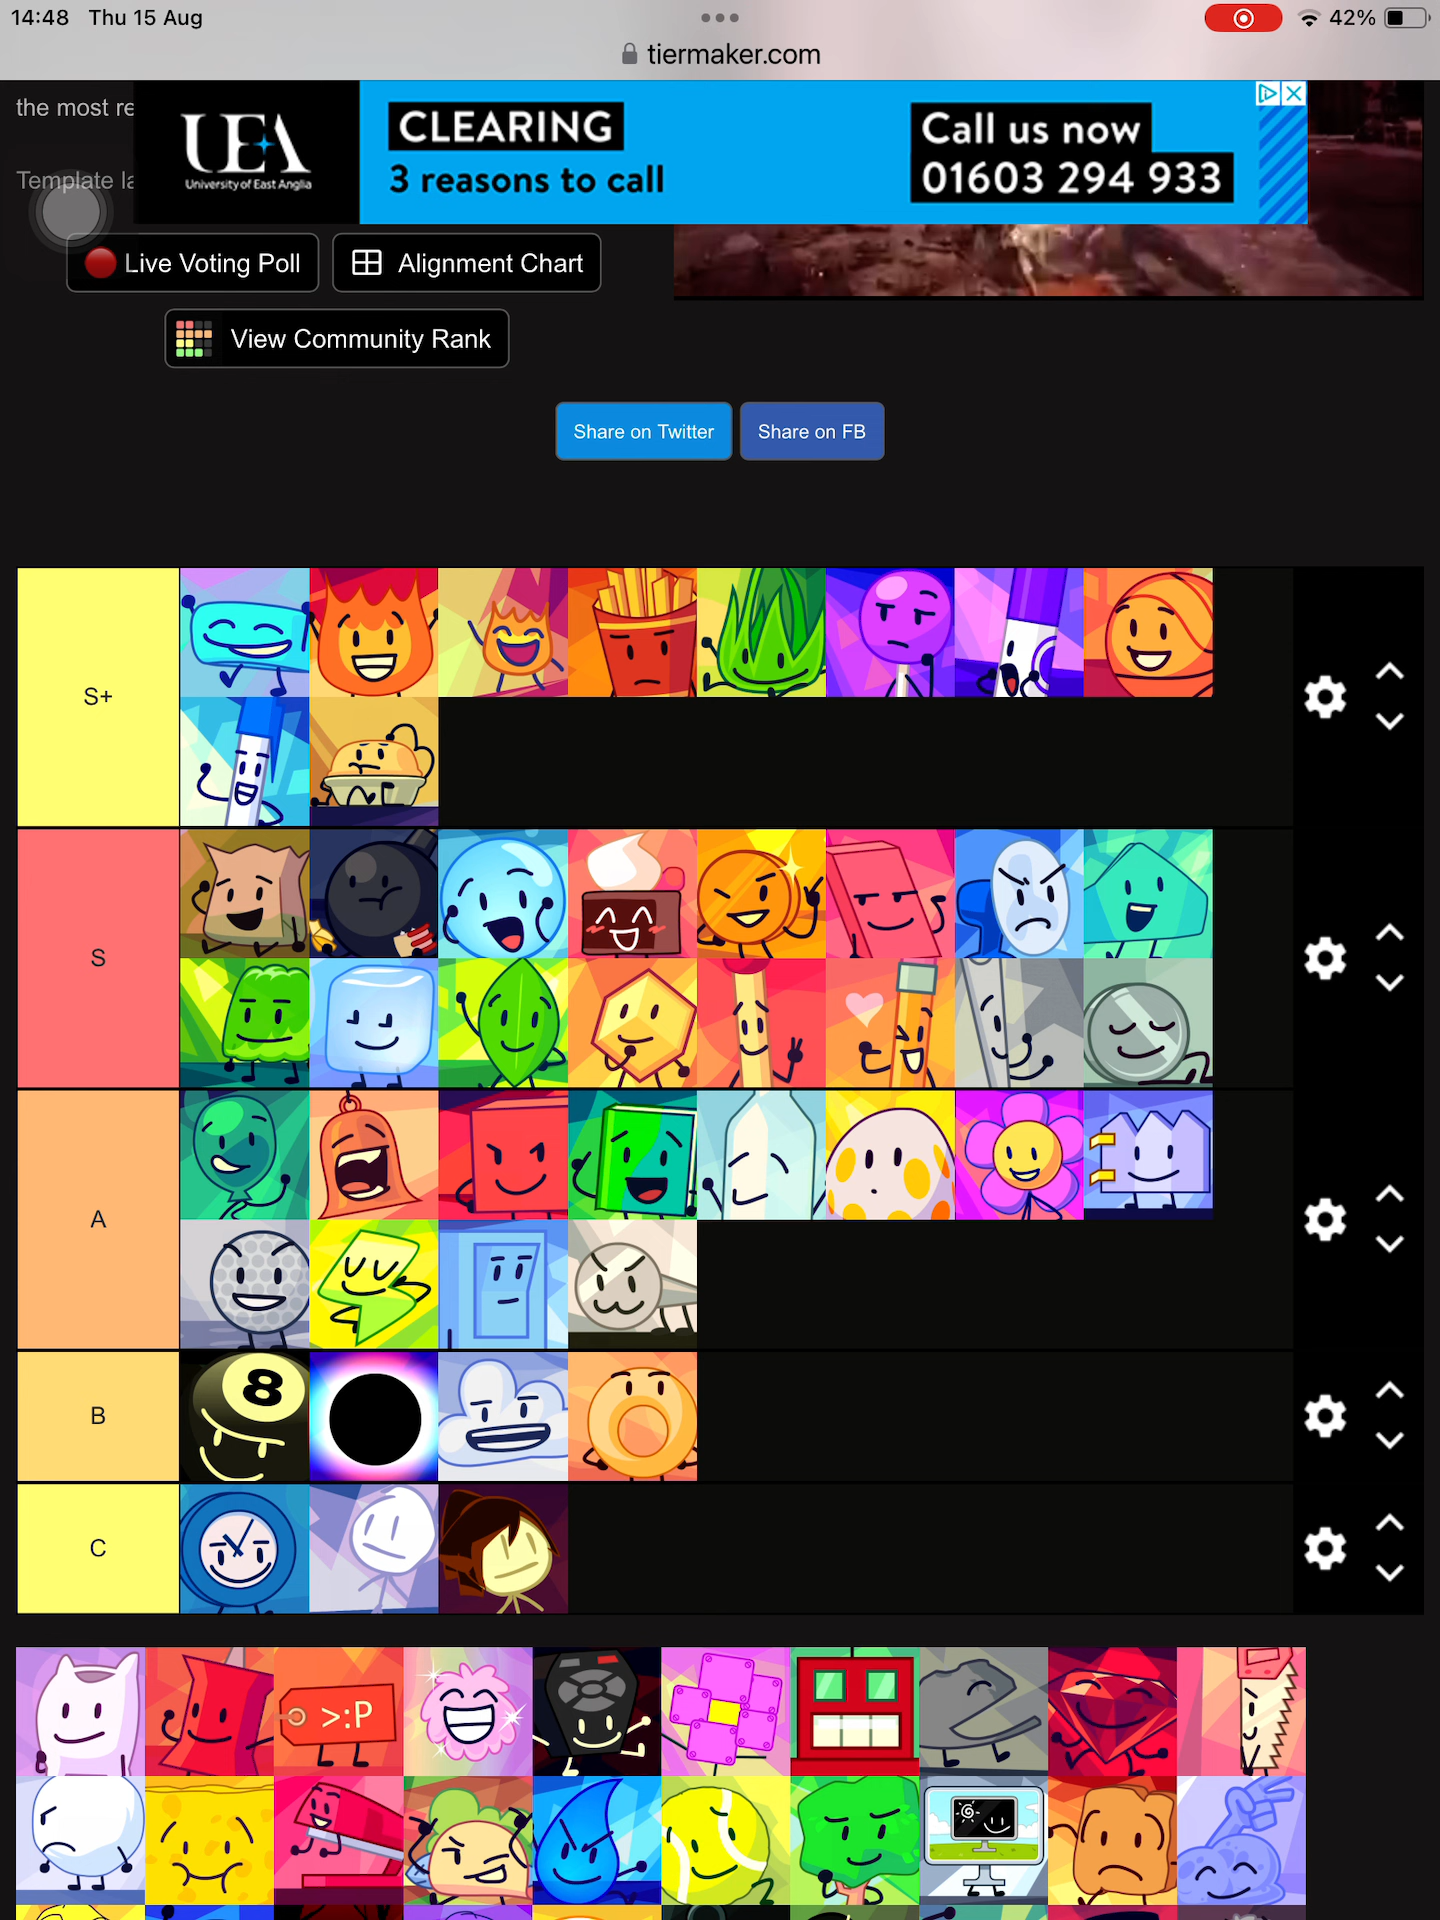 14:48 Thu 15 Aug
42%
tiermaker.com
the most re
UEA
University of East Anglia
CLEARING
3 reasons to call
Call us now
01603 294 933
Template la
Live Voting Poll
Alignment Chart
View Community Rank
Share on Twitter
Share on FB
S+
S
A
B
8
C
>:P